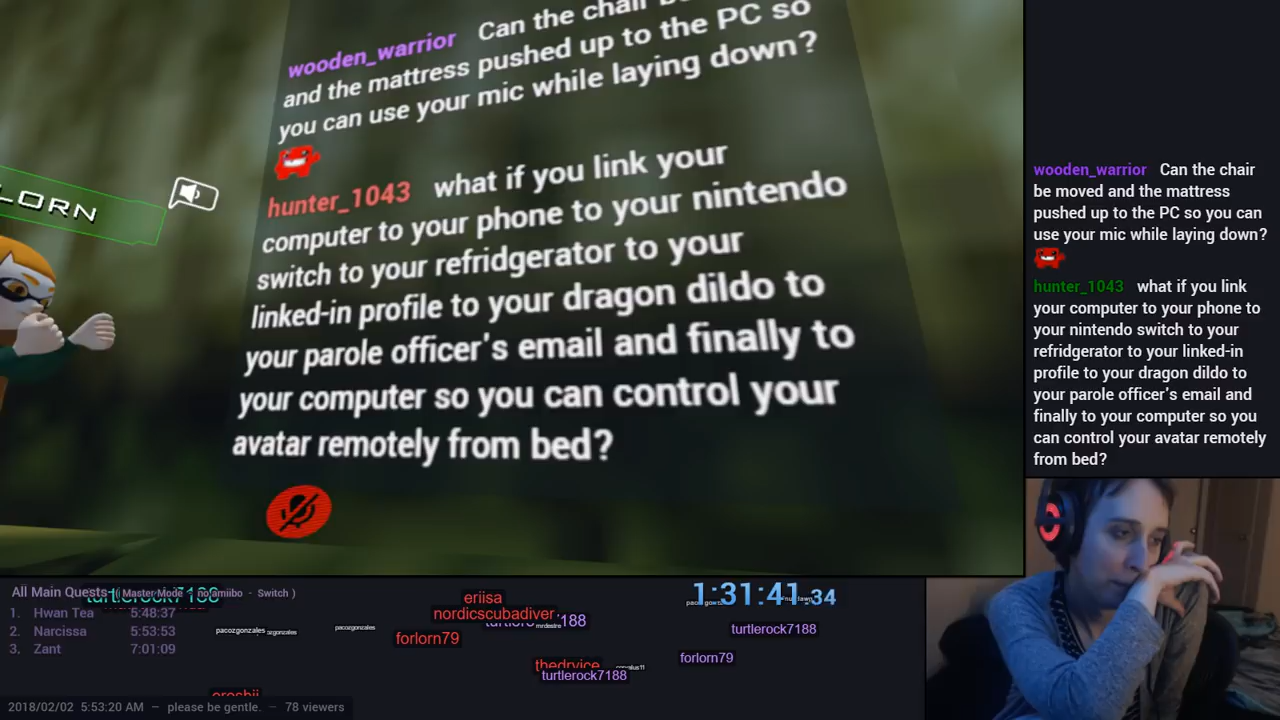 wooden_warrior Can the chair
and the mattress pushed up to the PC so
you can use your mic while laying down?
hunter_1043 what if you link your
computer to your phone to your nintendo
switch to your refridgerator to your
linked-in profile to your dragon dildo to
your parole officer's email and finally to
your computer so you can control your
avatar remotely from bed?
LORN
wooden_warrior Can the chair
be moved and the mattress
pushed up to the PC so you can
use your mic while laying down?
hunter_1043 what if you link
your computer to your phone to
your nintendo switch to your
refridgerator to your linked-in
profile to your dragon dildo to
your parole officer's email and
finally to your computer so you
can control your avatar remotely
from bed?
All Main Quests ( Master Mode - no amiibo - Switch )
turtlerock7188
1. Hwan Tea 5:48:37
2. Narcissa 5:53:53
3. Zant 7:01:09
pacozgonzales
pacozgonzales
eriisa
nordicscubadiver
188
forlorn79
thedrvice
turtlerock7188
1:31:41.34
turtlerock7188
forlorn79
2018/02/02 5:53:20 AM – please be gentle. – 78 viewers